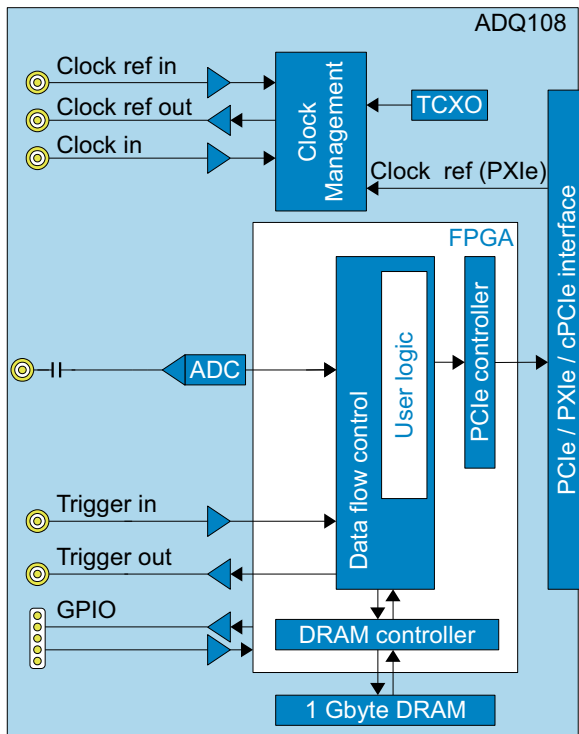 ADQ108
Clock ref in
Clock ref out
Clock in
Clock
Management
TCXO
Clock ref (PXIe)
FPGA
ADC
Data flow control
User logic
PCIe controller
PCIe / PXIe / cPCIe interface
Trigger in
Trigger out
GPIO
DRAM controller
1 Gbyte DRAM